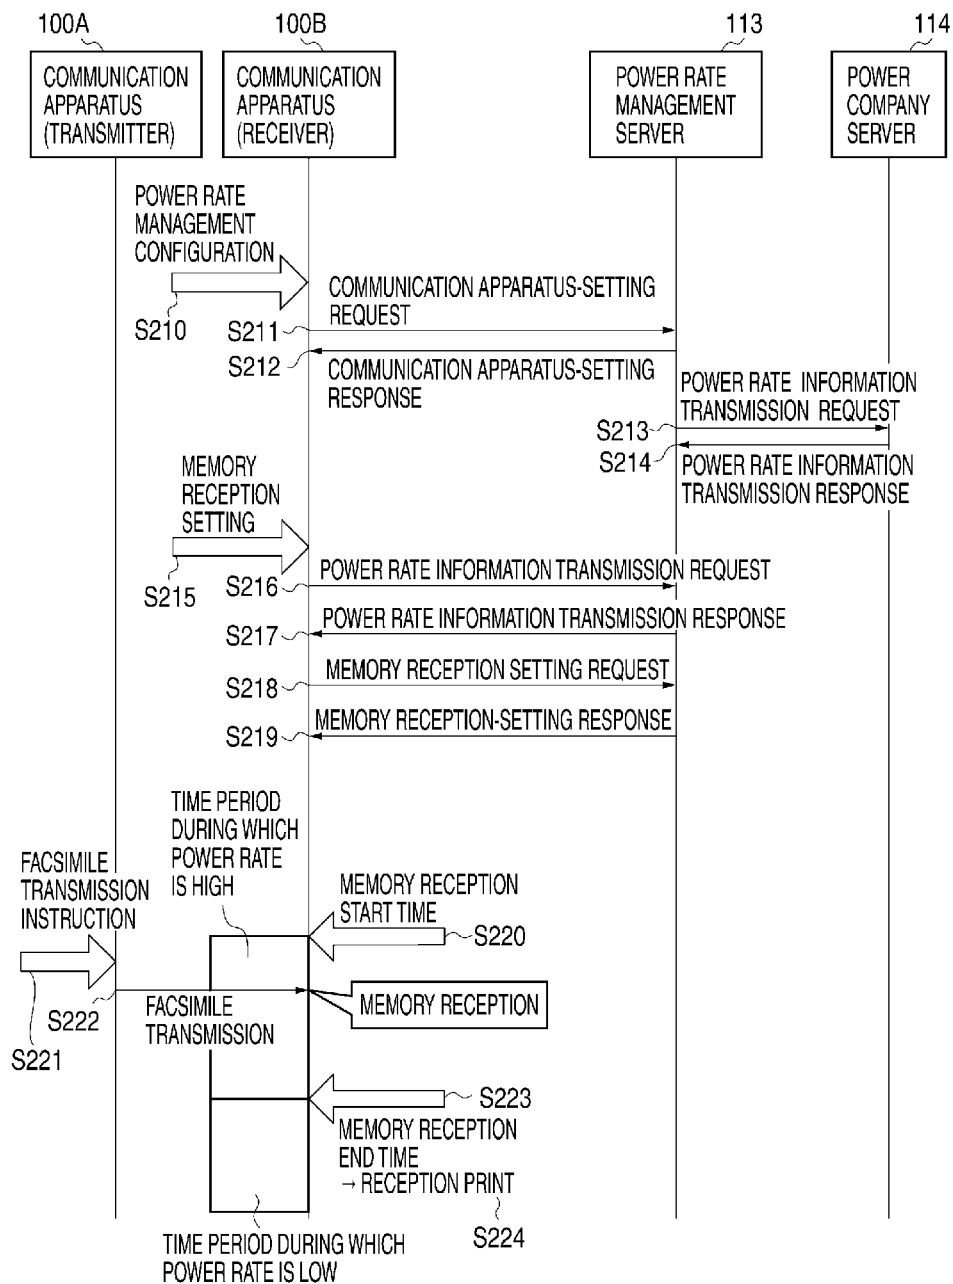 100A
100B
113
114
COMMUNICATION
APPARATUS
(TRANSMITTER)
COMMUNICATION
APPARATUS
(RECEIVER)
POWER RATE
MANAGEMENT
SERVER
POWER
COMPANY
SERVER
POWER RATE
MANAGEMENT
CONFIGURATION
S210
COMMUNICATION APPARATUS-SETTING
REQUEST
S211
S212
COMMUNICATION APPARATUS-SETTING
RESPONSE
POWER RATE INFORMATION
TRANSMISSION REQUEST
S213
S214
POWER RATE INFORMATION
TRANSMISSION RESPONSE
MEMORY
RECEPTION
SETTING
S215
POWER RATE INFORMATION TRANSMISSION REQUEST
S216
POWER RATE INFORMATION TRANSMISSION RESPONSE
S217
MEMORY RECEPTION SETTING REQUEST
S218
MEMORY RECEPTION-SETTING RESPONSE
S219
TIME PERIOD
DURING WHICH
POWER RATE
IS HIGH
FACSIMILE
TRANSMISSION
INSTRUCTION
MEMORY RECEPTION
START TIME
S220
S222
S221
FACSIMILE
TRANSMISSION
MEMORY RECEPTION
S223
MEMORY RECEPTION
END TIME
→ RECEPTION PRINT
S224
TIME PERIOD DURING WHICH
POWER RATE IS LOW